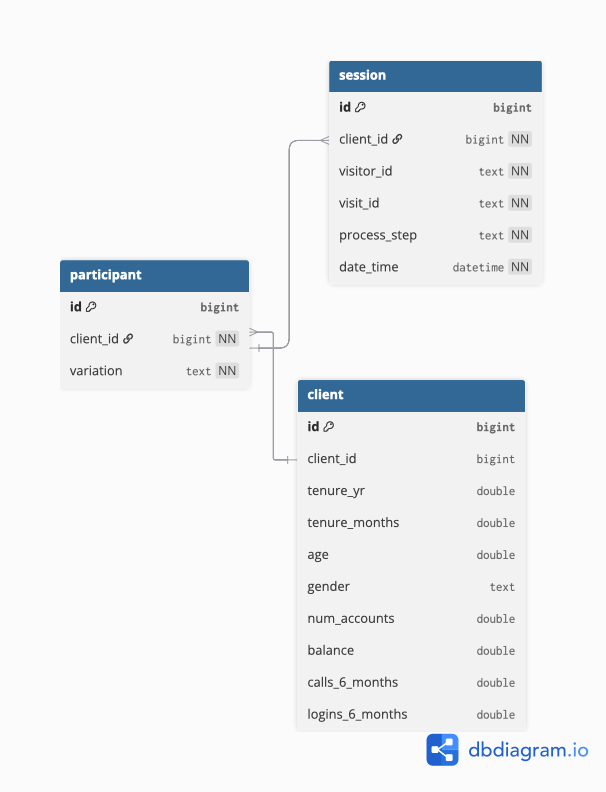 session
id bigint
client_id bigint NN
visitor_id text NN
visit_id text NN
process_step text NN
date_time datetime NN
participant
id bigint
client_id bigint NN
variation text NN
client
id bigint
client_id bigint
tenure_yr double
tenure_months double
age double
gender text
num_accounts double
balance double
calls_6_months double
logins_6_months double
dbdiagram.io